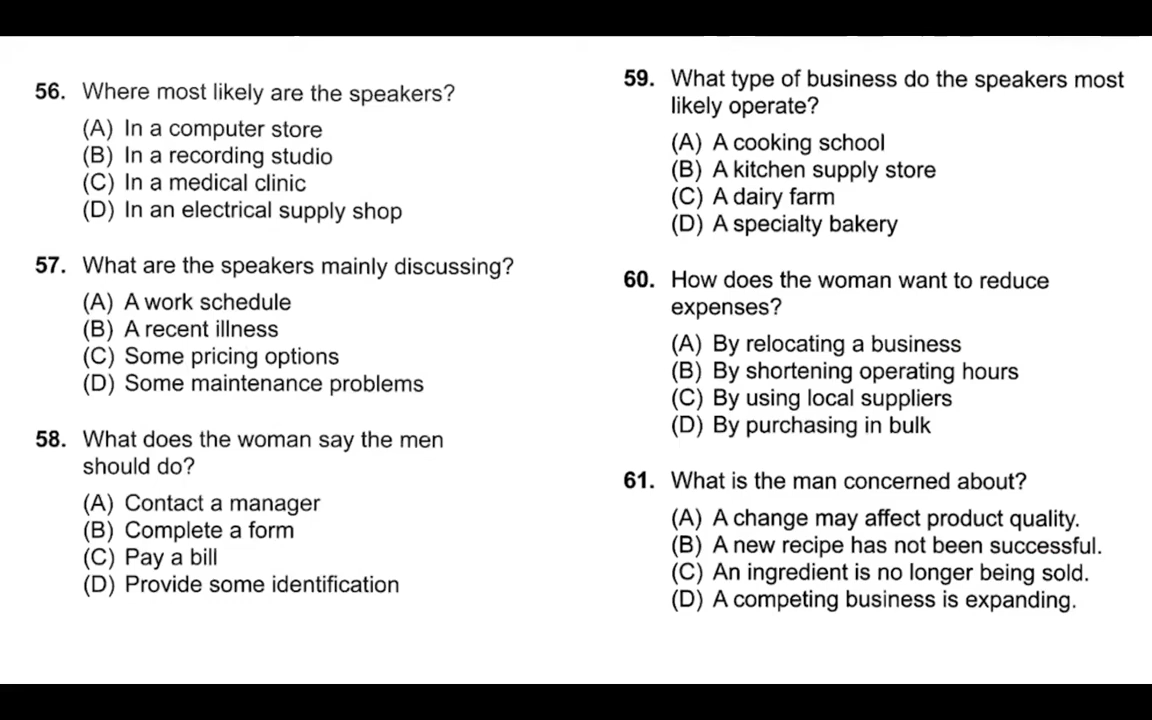 56. Where most likely are the speakers?
(A) In a computer store
(B) In a recording studio
(C) In a medical clinic
(D) In an electrical supply shop
57. What are the speakers mainly discussing?
(A) A work schedule
(B) A recent illness
(C) Some pricing options
(D) Some maintenance problems
58. What does the woman say the men
should do?
(A) Contact a manager
(B) Complete a form
(C) Pay a bill
(D) Provide some identification
59. What type of business do the speakers most
likely operate?
(A) A cooking school
(B) A kitchen supply store
(C) A dairy farm
(D) A specialty bakery
60. How does the woman want to reduce
expenses?
(A) By relocating a business
(B) By shortening operating hours
(C) By using local suppliers
(D) By purchasing in bulk
61. What is the man concerned about?
(A) A change may affect product quality.
(B) A new recipe has not been successful.
(C) An ingredient is no longer being sold.
(D) A competing business is expanding.